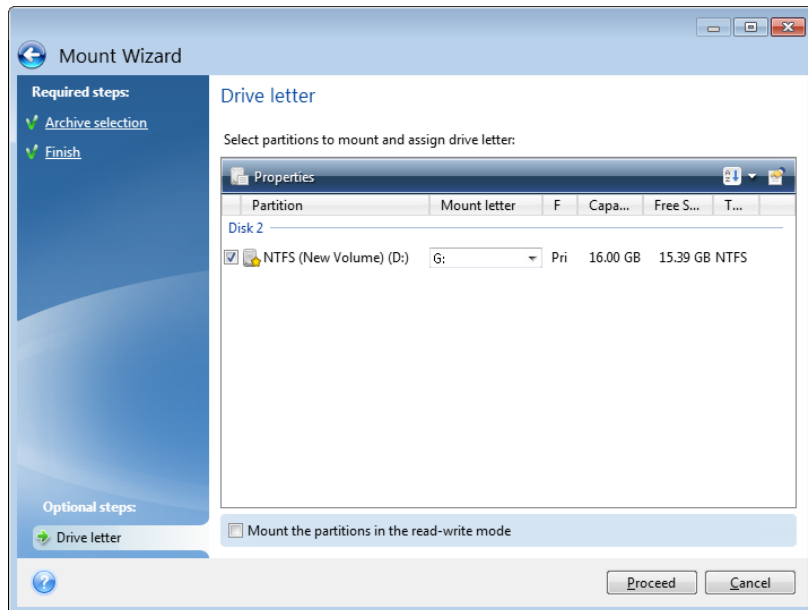 Mount Wizard
Required steps:
Archive selection
Finish
Drive letter
Select partitions to mount and assign drive letter:
Properties
Partition Mount letter F Capa... Free S... T...
Disk 2
NTFS (New Volume) (D:) G: Pri 16.00 GB 15.39 GB NTFS
Optional steps:
Drive letter
Mount the partitions in the read-write mode
Proceed Cancel